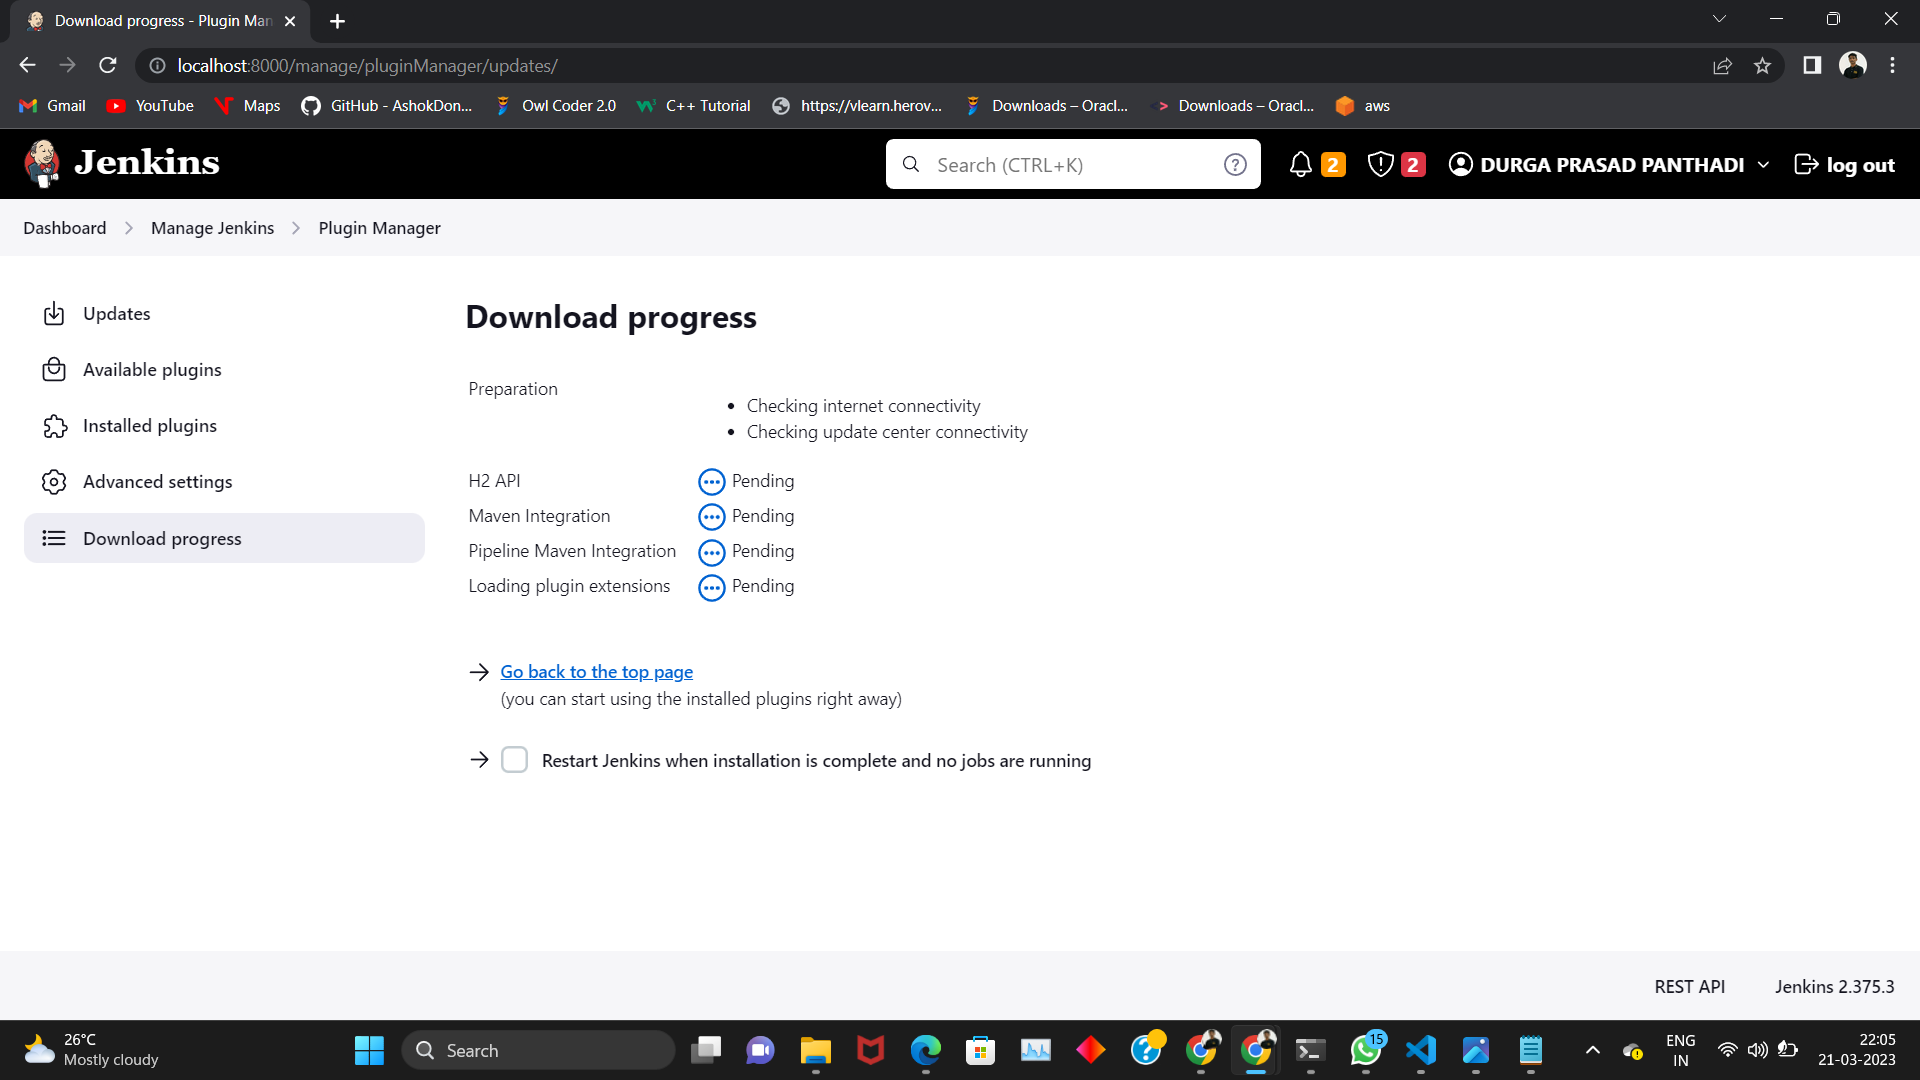 Download progress - Plugin Man
localhost:8000/manage/pluginManager/updates/
Gmail
YouTube
Maps
GitHub - AshokDon...
Owl Coder 2.0
C++ Tutorial
https://vlearn.herov...
Downloads – Oracl...
Downloads – Oracl...
aws
Jenkins
Search (CTRL+K)
2
2
DURGA PRASAD PANTHADI
log out
Dashboard
Manage Jenkins
Plugin Manager
Updates
Available plugins
Installed plugins
Advanced settings
Download progress
Download progress
Preparation
Checking internet connectivity
Checking update center connectivity
H2 API
Pending
Maven Integration
Pending
Pipeline Maven Integration
Pending
Loading plugin extensions
Pending
Go back to the top page
(you can start using the installed plugins right away)
Restart Jenkins when installation is complete and no jobs are running
REST API
Jenkins 2.375.3
26°C
Mostly cloudy
Search
15
ENG
IN
22:05
21-03-2023